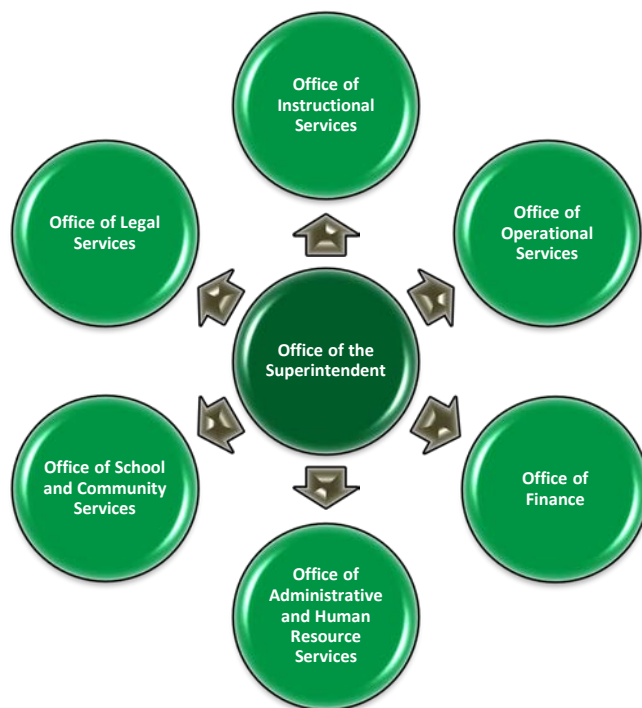 Office of
Instructional
Services
Office of Legal
Services
Office of
Operational
Services
Office of the
Superintendent
Office of School
and Community
Services
Office of
Finance
Office of
Administrative
and Human
Resource
Services